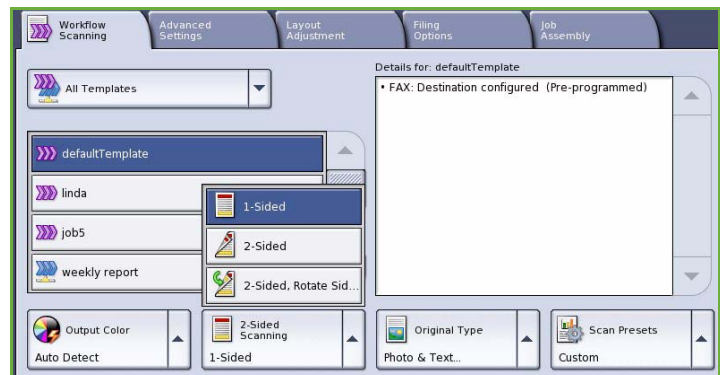 Workflow
Scanning
Advanced
Settings
Layout
Adjustment
Filing
Options
Job
Assembly
All Templates
Details for: defaultTemplate
• FAX: Destination configured (Pre-programmed)
defaultTemplate
linda
job5
weekly report
1-Sided
2-Sided
2-Sided, Rotate Sid...
Output Color
Auto Detect
2-Sided
Scanning
1-Sided
Original Type
Photo & Text...
Scan Presets
Custom